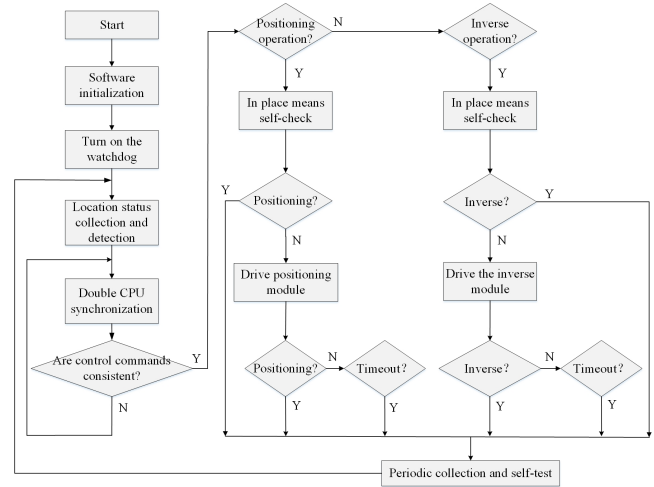 Start
Software
initialization
Turn on the
watchdog
Location status
collection and
detection
Double CPU
synchronization
Are control commands
consistent?
Y
N
Positioning
operation?
N
Y
In place means
self-check
Positioning?
Y
N
Drive positioning
module
Positioning?
N
Y
Timeout?
Y
Inverse
operation?
Y
In place means
self-check
Inverse?
Y
N
Drive the inverse
module
Inverse?
N
Y
Timeout?
Y
Periodic collection and self-test